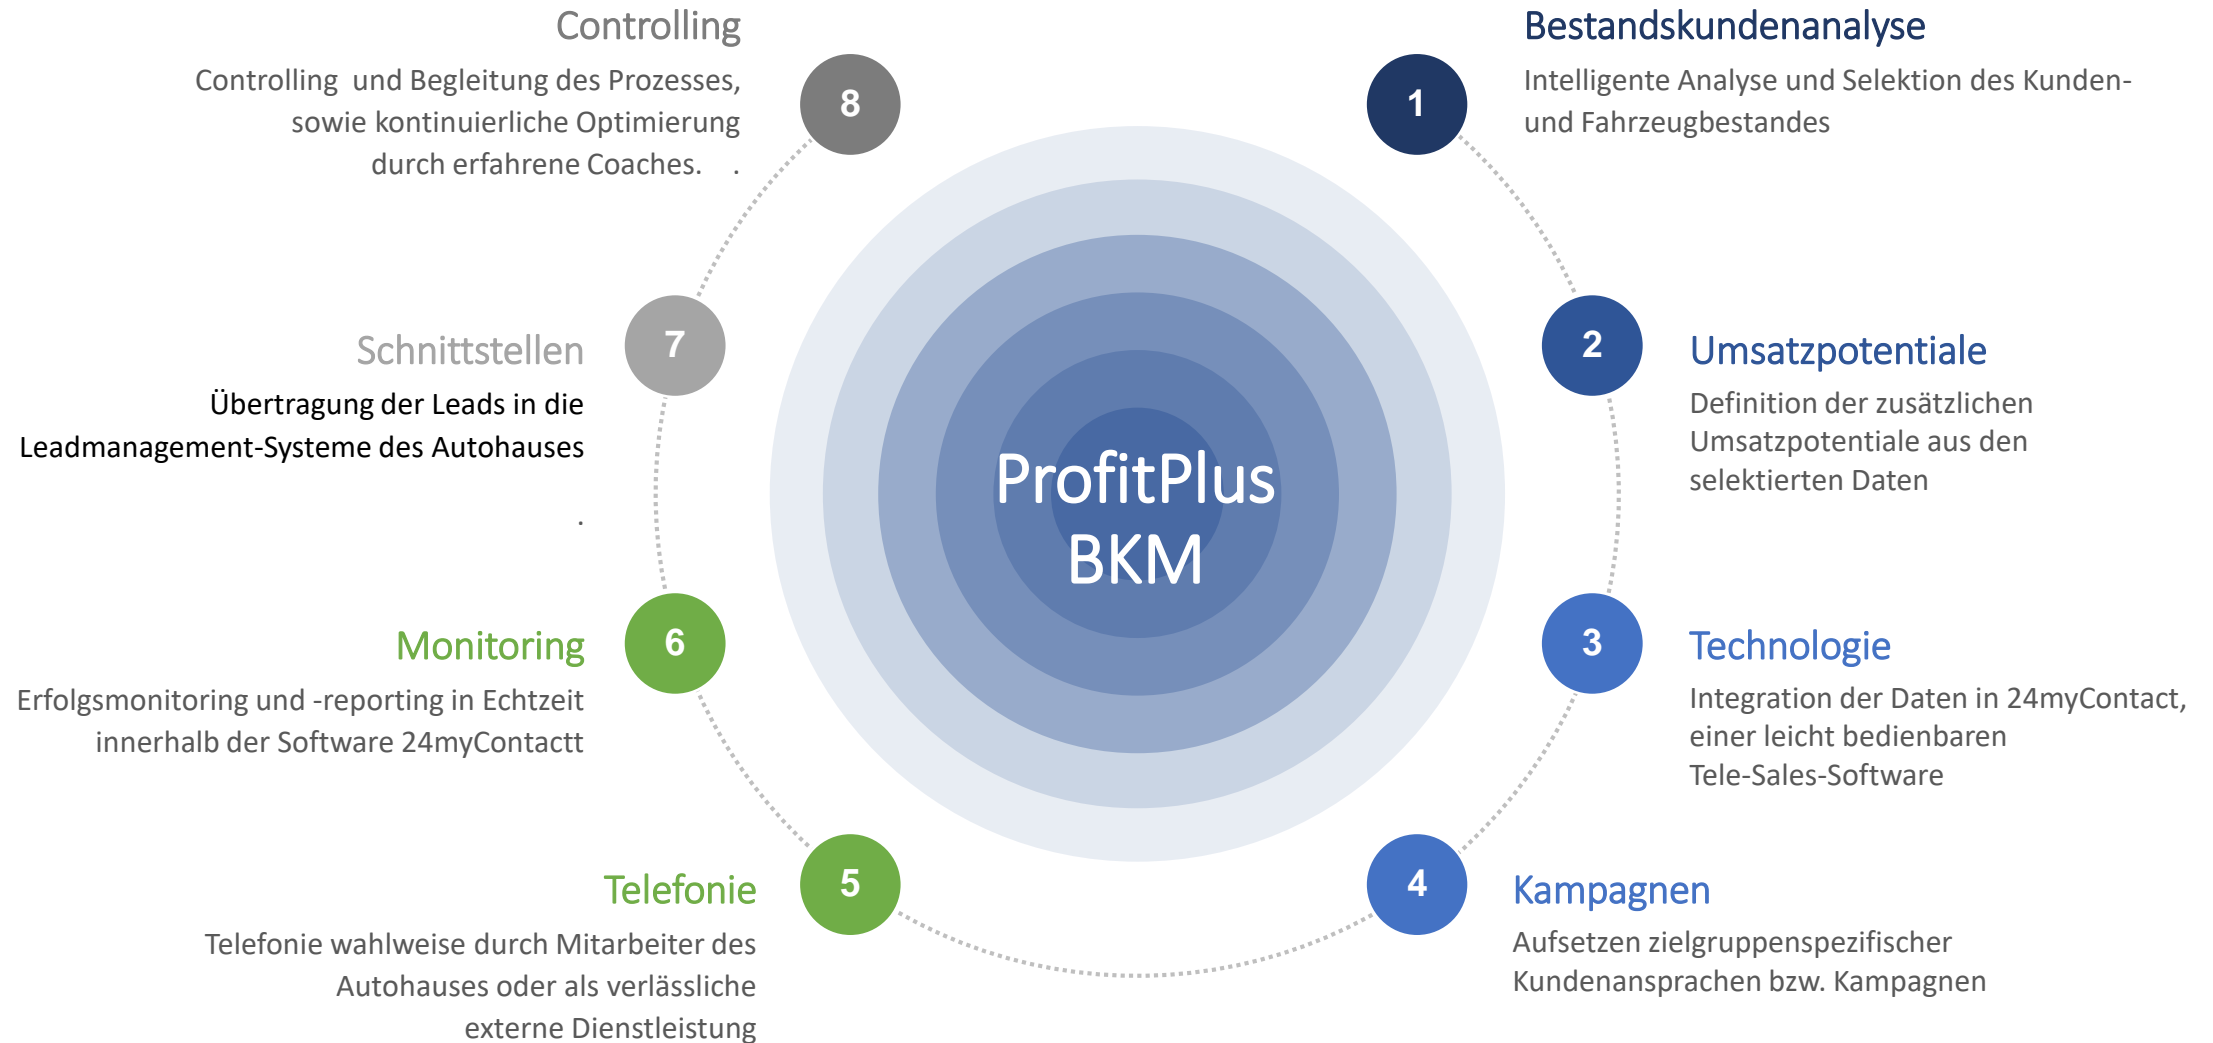 Controlling
Controlling und Begleitung des Prozesses,
sowie kontinuierliche Optimierung
durch erfahrene Coaches. .
8
1
Bestandskundenanalyse
Intelligente Analyse und Selektion des Kunden-
und Fahrzeugbestandes
Schnittstellen
Übertragung der Leads in die
Leadmanagement-Systeme des Autohauses
.
7
2
Umsatzpotentiale
Definition der zusätzlichen
Umsatzpotentiale aus den
selektierten Daten
ProfitPlus
BKM
Monitoring
Erfolgsmonitoring und -reporting in Echtzeit
innerhalb der Software 24myContactt
6
3
Technologie
Integration der Daten in 24myContact,
einer leicht bedienbaren
Tele-Sales-Software
Telefonie
Telefonie wahlweise durch Mitarbeiter des
Autohauses oder als verlässliche
externe Dienstleistung
5
4
Kampagnen
Aufsetzen zielgruppenspezifischer
Kundenansprachen bzw. Kampagnen